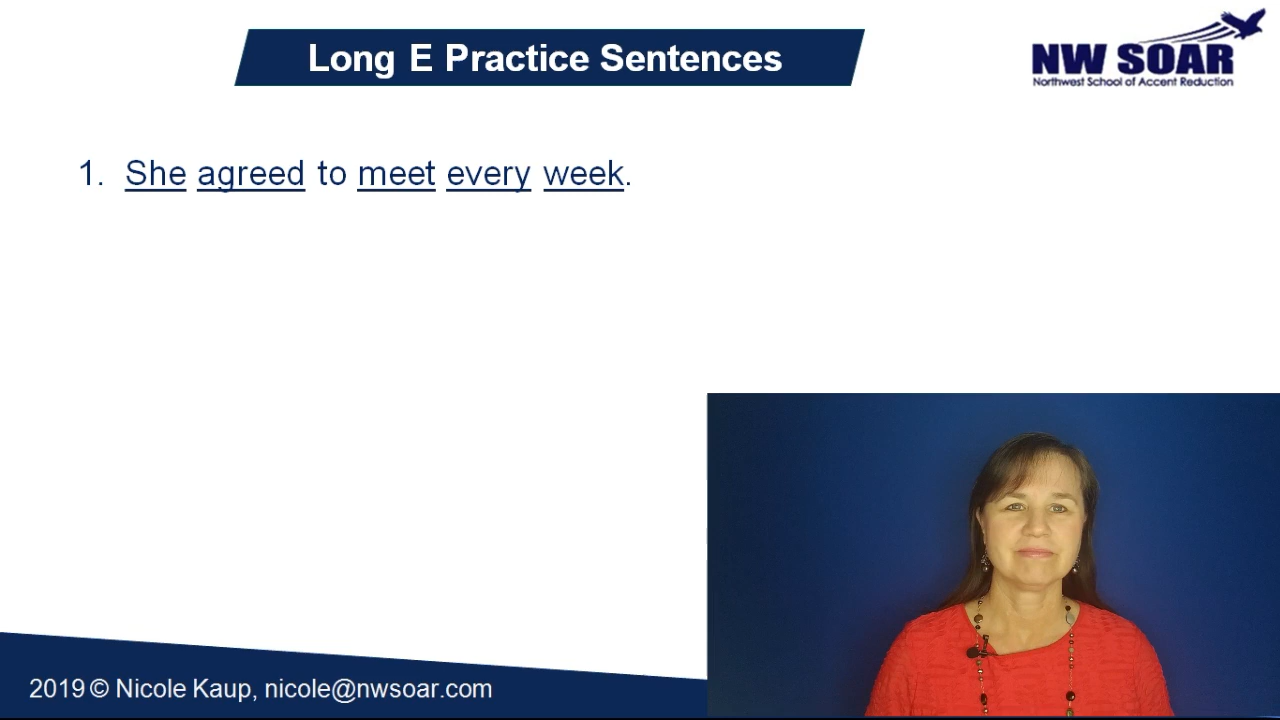 Long E Practice Sentences
NW SOAR
Northwest School of Accent Reduction
1. She agreed to meet every week.
2019 © Nicole Kaup, nicole@nwsoar.com